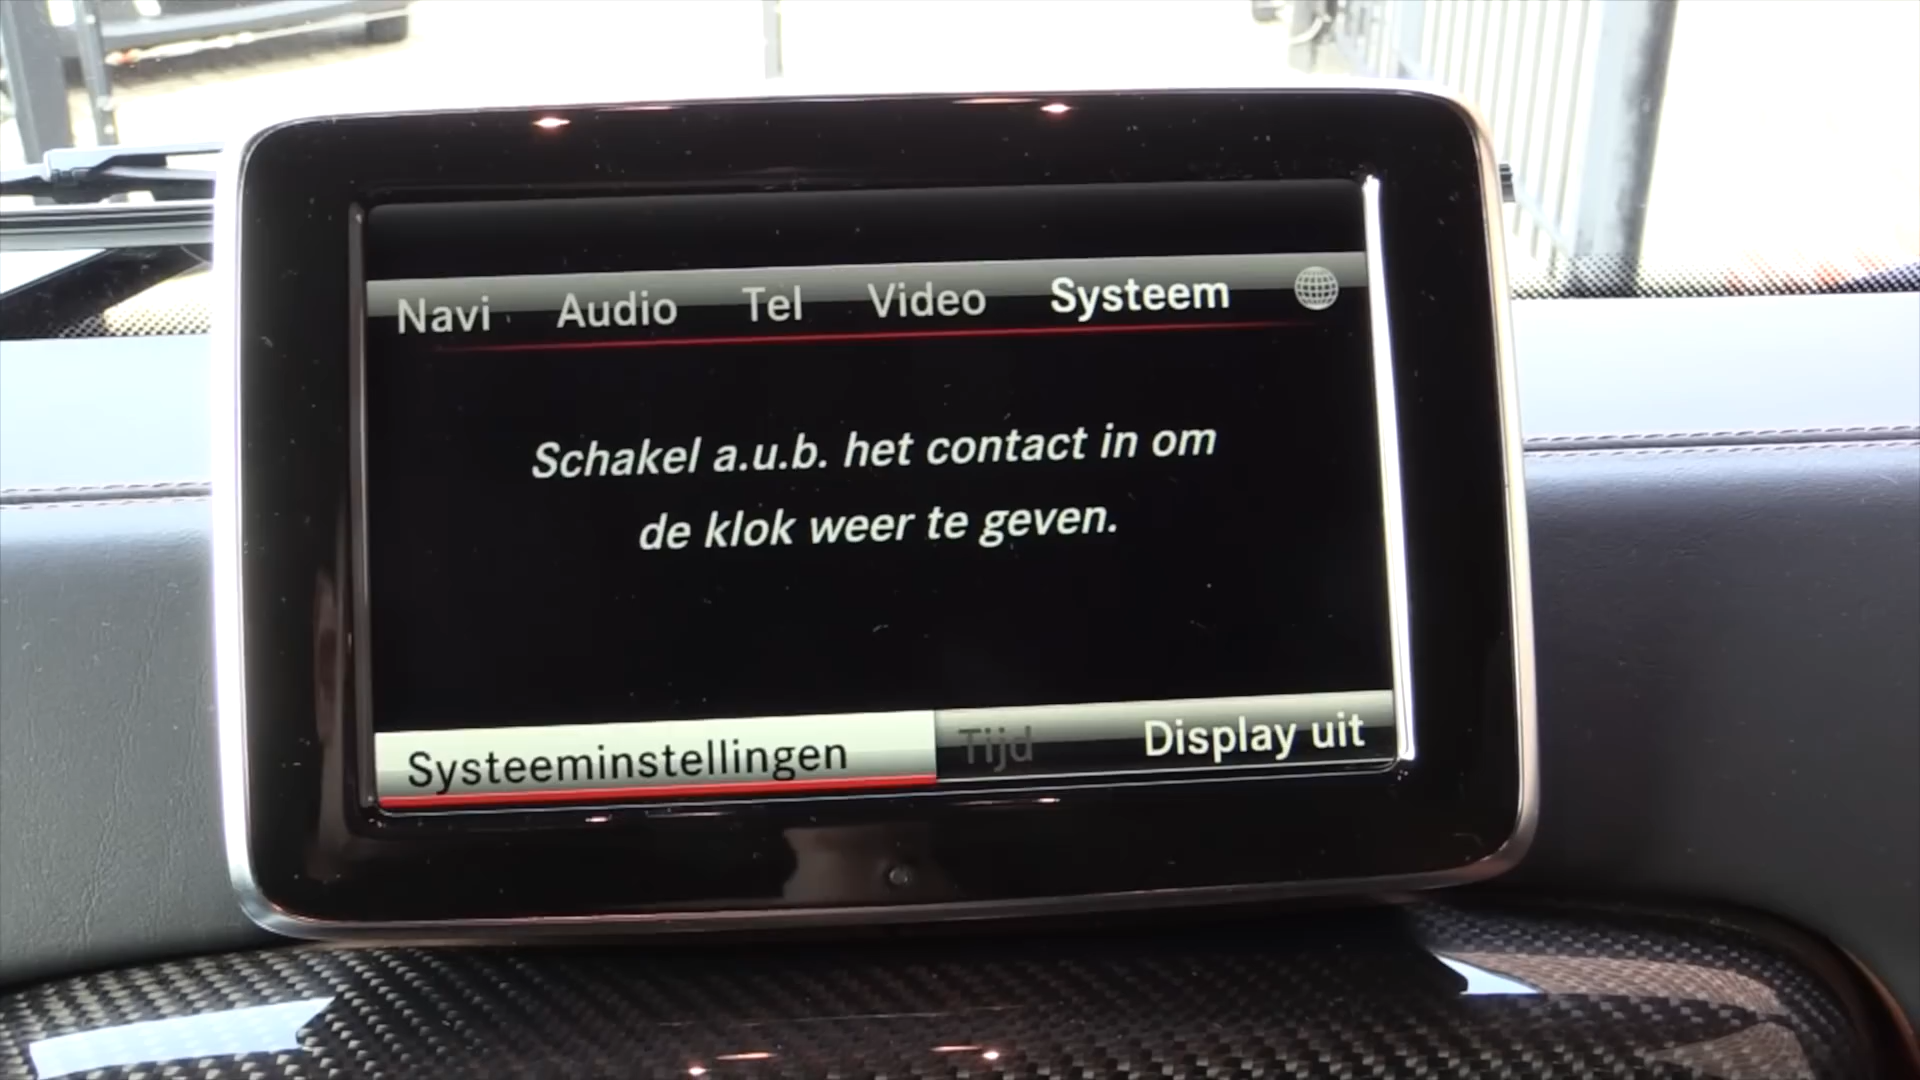 Navi Audio Tel Video Systeem
Schakel a.u.b. het contact in om
de klok weer te geven.
Systeeminstellingen Tijd Display uit